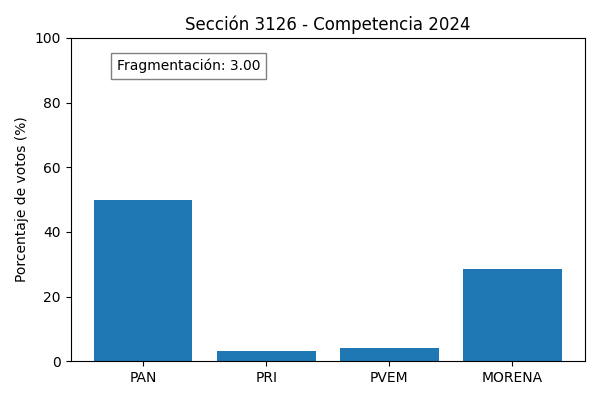 Sección 3126 - Competencia 2024
100
Fragmentación: 3.00
80
60
40
20
0
Porcentaje de votos (%)
PAN PRI PVEM MORENA